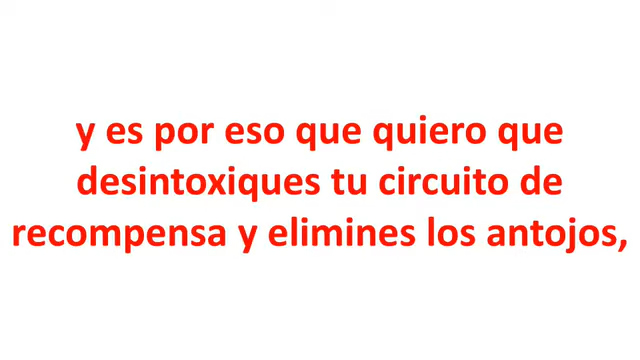 y es por eso que quiero que
desintoxiques tu circuito de
recompensa y elimines los antojos,